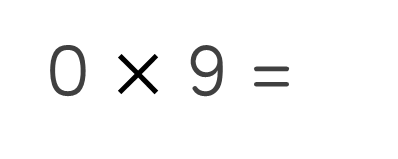 0 × 9 =